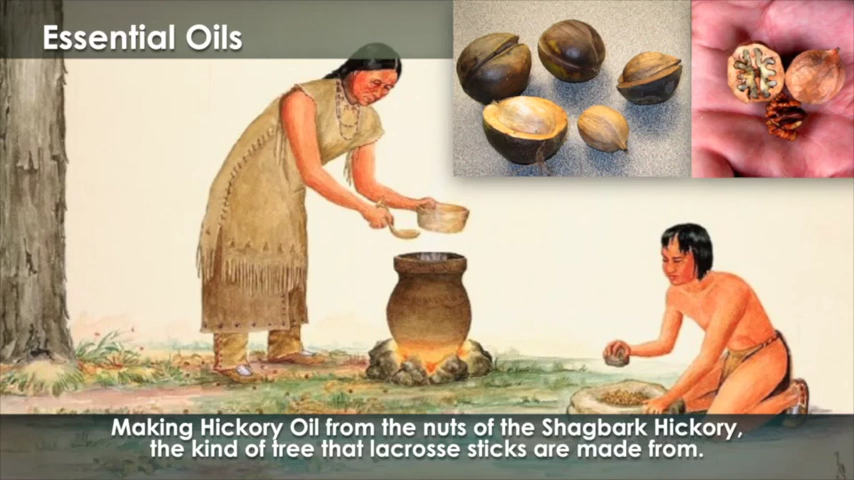 Essential Oils
Making Hickory Oil from the nuts of the Shagbark Hickory,
the kind of tree that lacrosse sticks are made from.